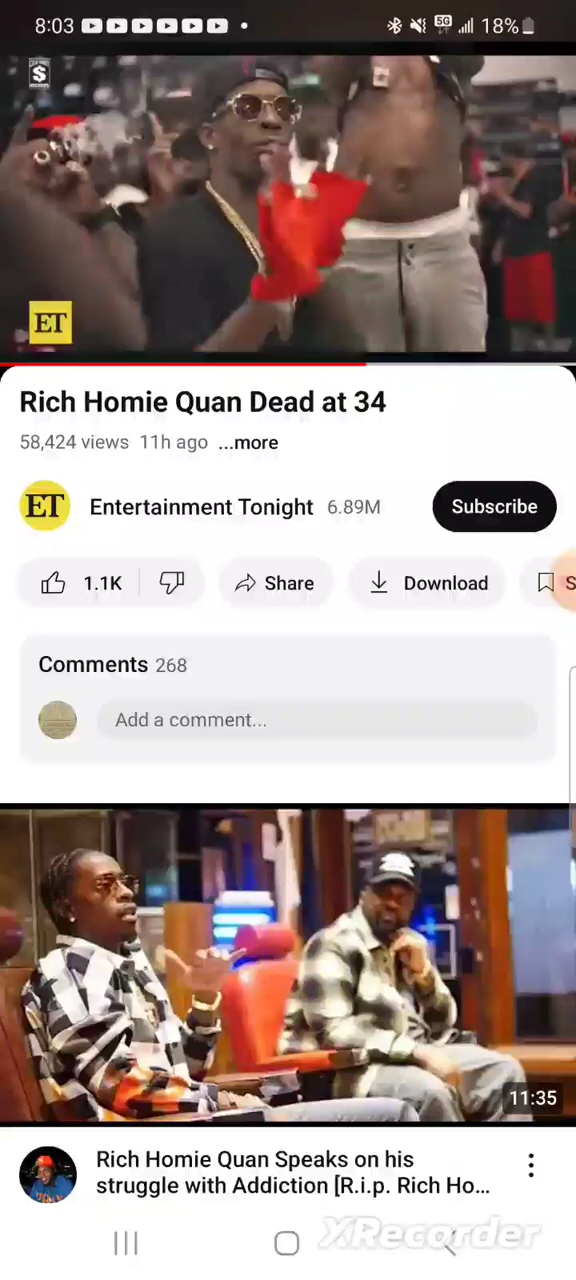 8:03
5G
18%
$
ET
Rich Homie Quan Dead at 34
58,424 views 11h ago ...more
ET
Entertainment Tonight 6.89M
Subscribe
1.1K
Share
Download
S
Comments 268
Add a comment...
11:35
Rich Homie Quan Speaks on his
struggle with Addiction [R.i.p. Rich Ho...
XRecorder